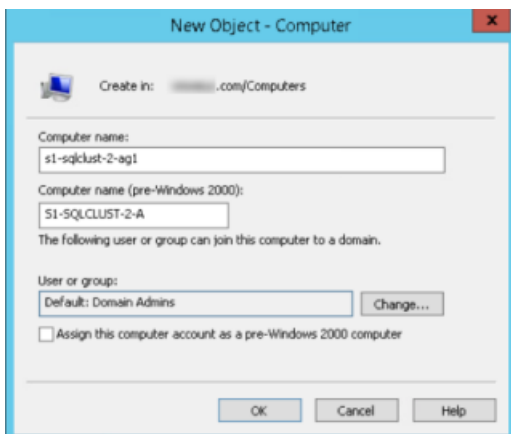 New Object - Computer
x
Create in: .com/Computers
Computer name:
s1-sqlclust-2-ag1
Computer name (pre-Windows 2000):
S1-SQLCLUST-2-A
The following user or group can join this computer to a domain.
User or group:
Default: Domain Admins
Change...
Assign this computer account as a pre-Windows 2000 computer
OK Cancel Help